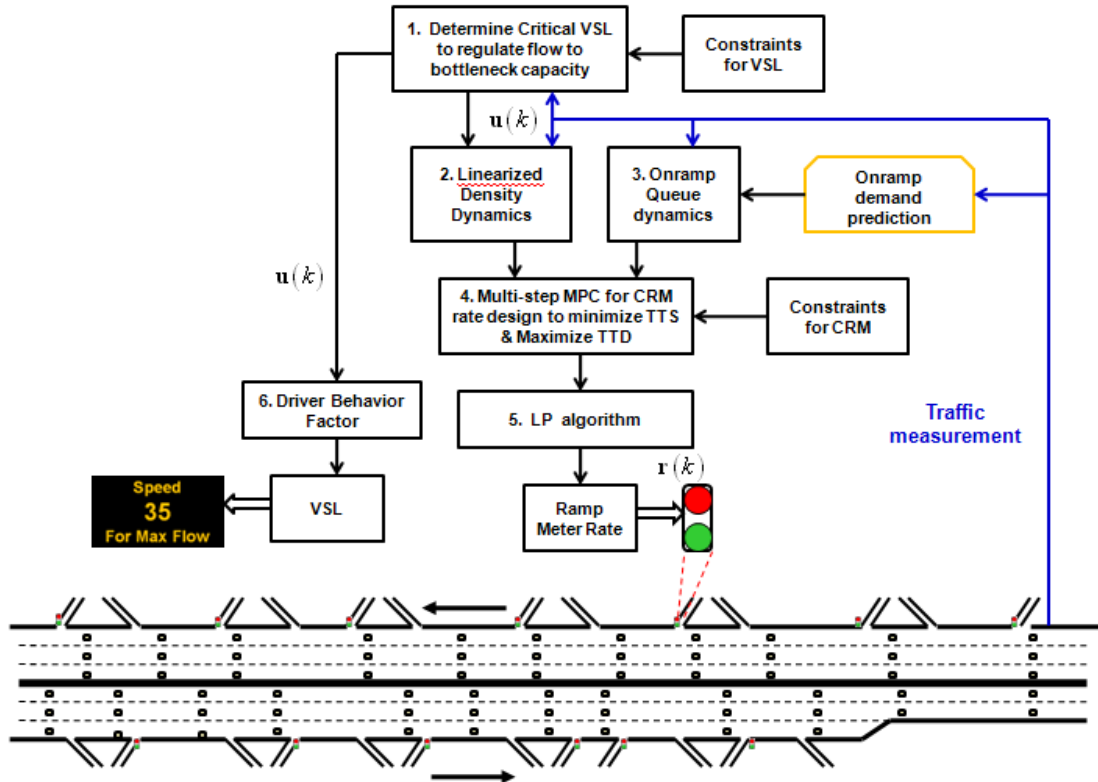 1. Determine Critical VSL
to regulate flow to
bottleneck capacity
Constraints
for VSL
u(k)
2. Linearized
Density
Dynamics
3. Onramp
Queue
dynamics
Onramp
demand
prediction
u(k)
4. Multi-step MPC for CRM
rate design to minimize TTS
& Maximize TTD
Constraints
for CRM
6. Driver Behavior
Factor
5. LP algorithm
Traffic
measurement
r(k)
Speed
35
For Max Flow
VSL
Ramp
Meter Rate